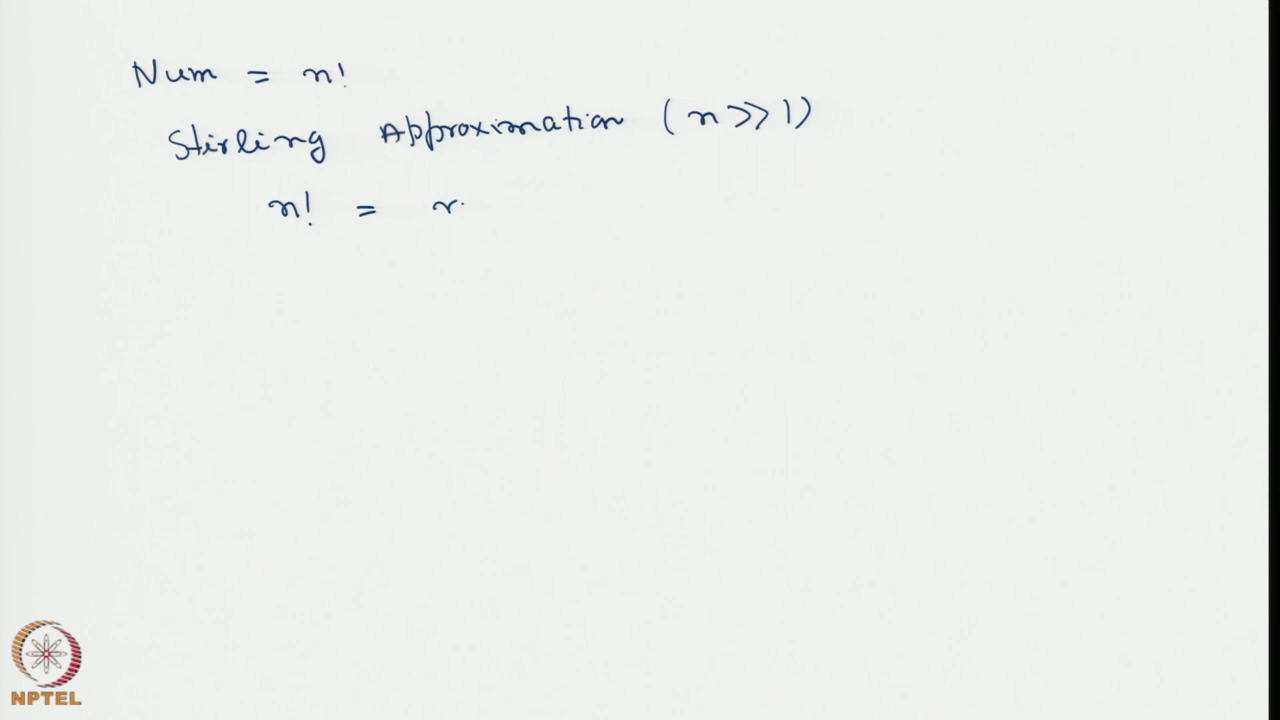 Num = n!
Stirling Approximation (n >> 1)
n! =
NPTEL